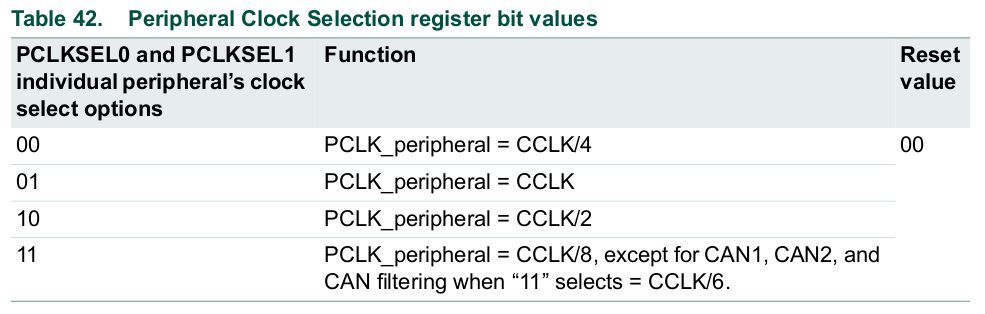 Table 42. Peripheral Clock Selection register bit values
PCLKSEL0 and PCLKSEL1 Function Reset
individual peripheral’s clock value
select options
00 PCLK_peripheral = CCLK/4 00
01 PCLK_peripheral = CCLK
10 PCLK_peripheral = CCLK/2
11 PCLK_peripheral = CCLK/8, except for CAN1, CAN2, and
CAN filtering when “11” selects = CCLK/6.